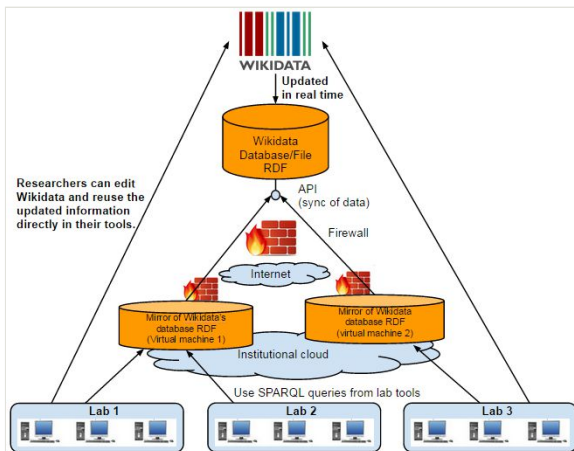 WIKIDATA
Updated
in real time
Wikidata
Database/File
RDF
Researchers can edit
Wikidata and reuse the
updated information
directly in their tools.
API
(sync of data)
Firewall
Internet
Mirror of Wikidata's
database RDF
(Virtual machine 1)
Mirror of Wikidata
database RDF
(virtual machine 2)
Institutional cloud
Use SPARQL queries from lab tools
Lab 1
Lab 2
Lab 3